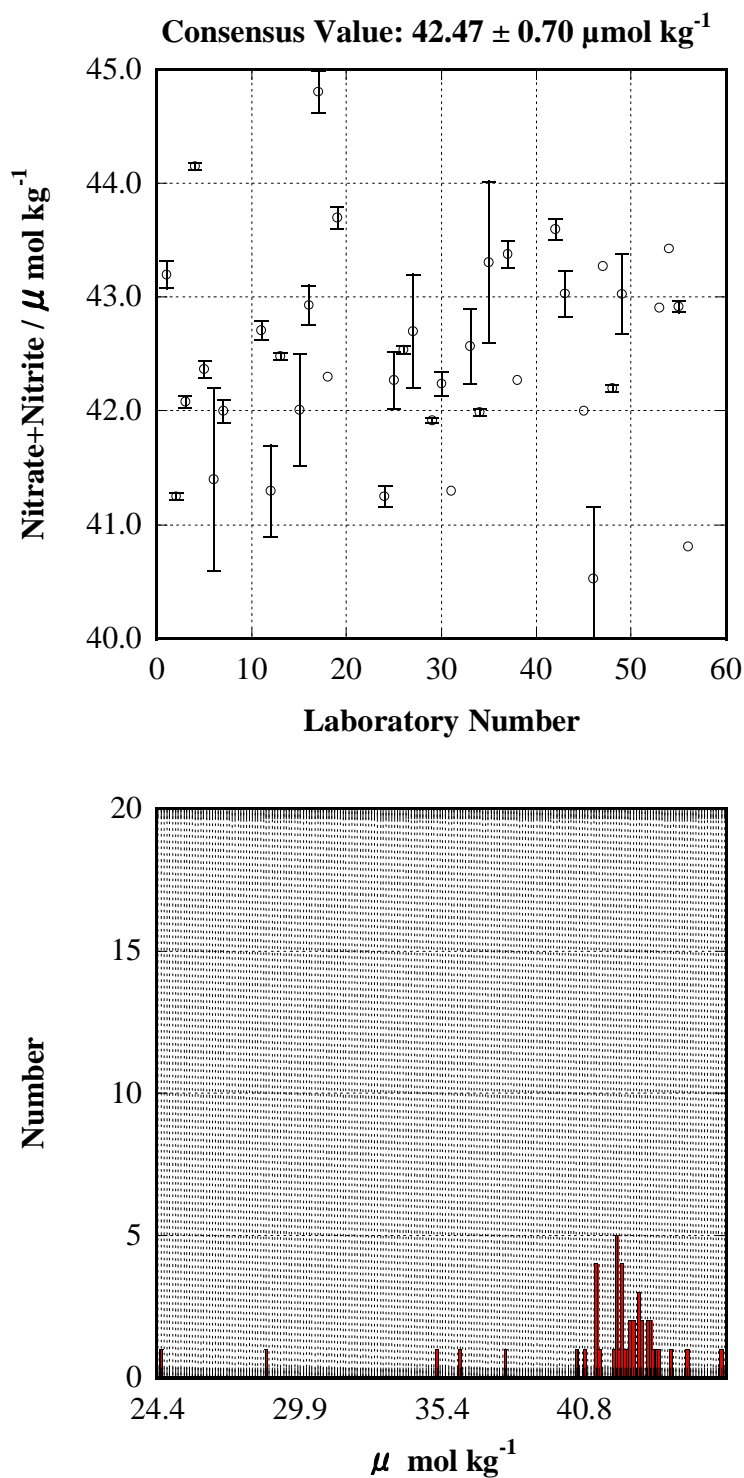 Consensus Value: 42.47 ± 0.70 µmol kg-1
45.0
44.0
43.0
42.0
41.0
40.0
Nitrate+Nitrite / μ mol kg-1
0 10 20 30 40 50 60
Laboratory Number
20
15
10
5
0
Number
24.4 29.9 35.4 40.8
μ mol kg-1